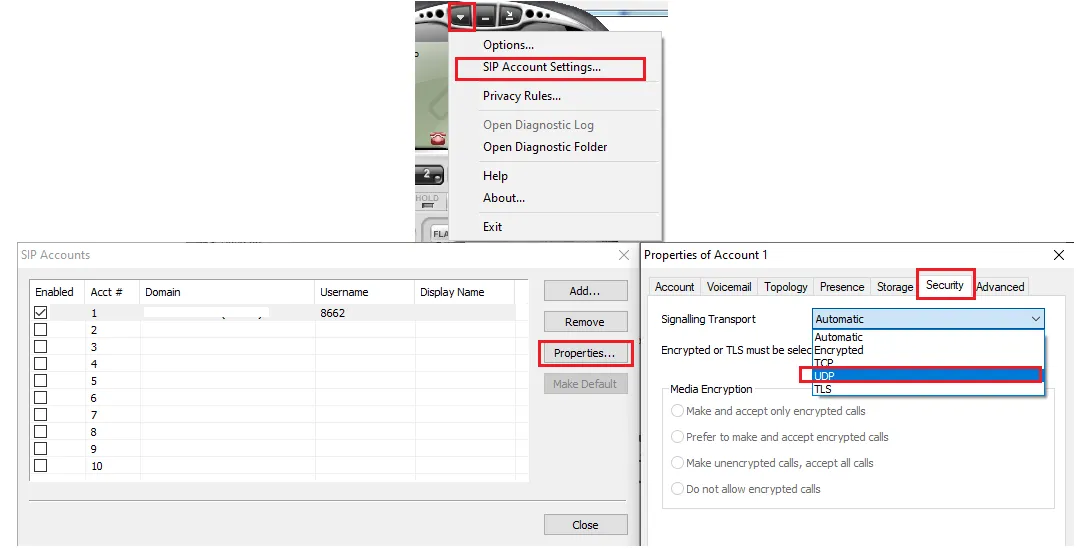 Options...
SIP Account Settings...
Privacy Rules...
Open Diagnostic Log
Open Diagnostic Folder
2
HOLD
Help
About...
FLA
Exit
SIP Accounts
Enabled Acct # Domain Username Display Name
1 8662
2
3
4
5
6
7
8
9
10
Add...
Remove
Properties...
Make Default
Close
Properties of Account 1
Account Voicemail Topology Presence Storage Security Advanced
Signalling Transport Automatic
Automatic
Encrypted or TLS must be selec Encrypted
TCP
UDP
TLS
Media Encryption
Make and accept only encrypted calls
Prefer to make and accept encrypted calls
Make unencrypted calls, accept all calls
Do not allow encrypted calls